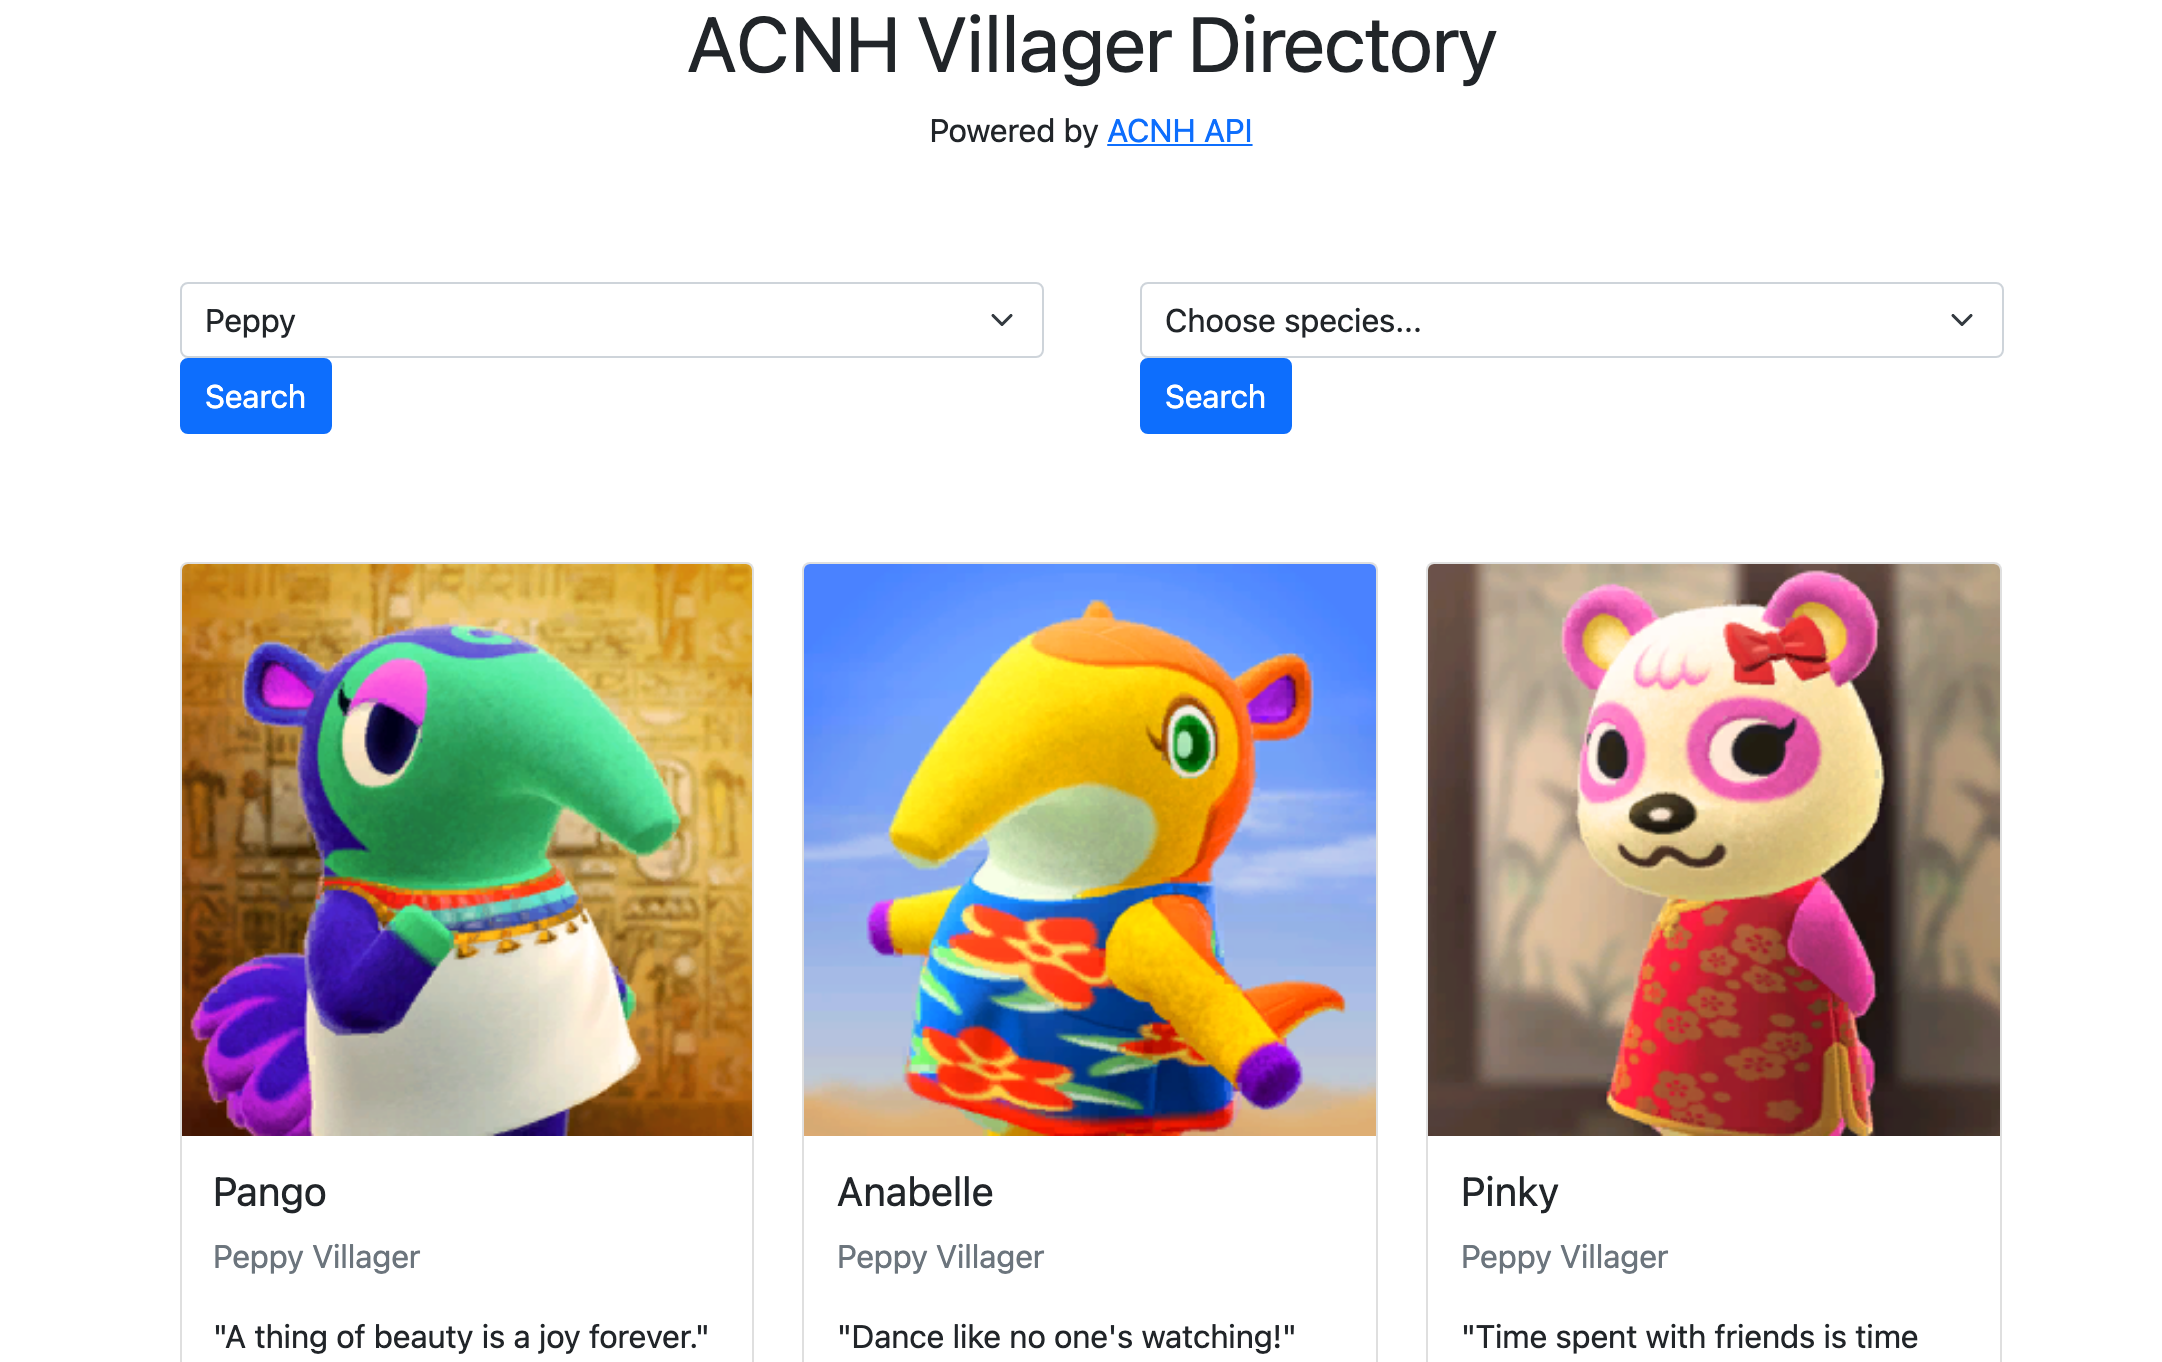 ACNH Villager Directory
Powered by ACNH API
Peppy
Choose species...
Search
Search
Pango
Peppy Villager
"A thing of beauty is a joy forever."
Anabelle
Peppy Villager
"Dance like no one's watching!"
Pinky
Peppy Villager
"Time spent with friends is time